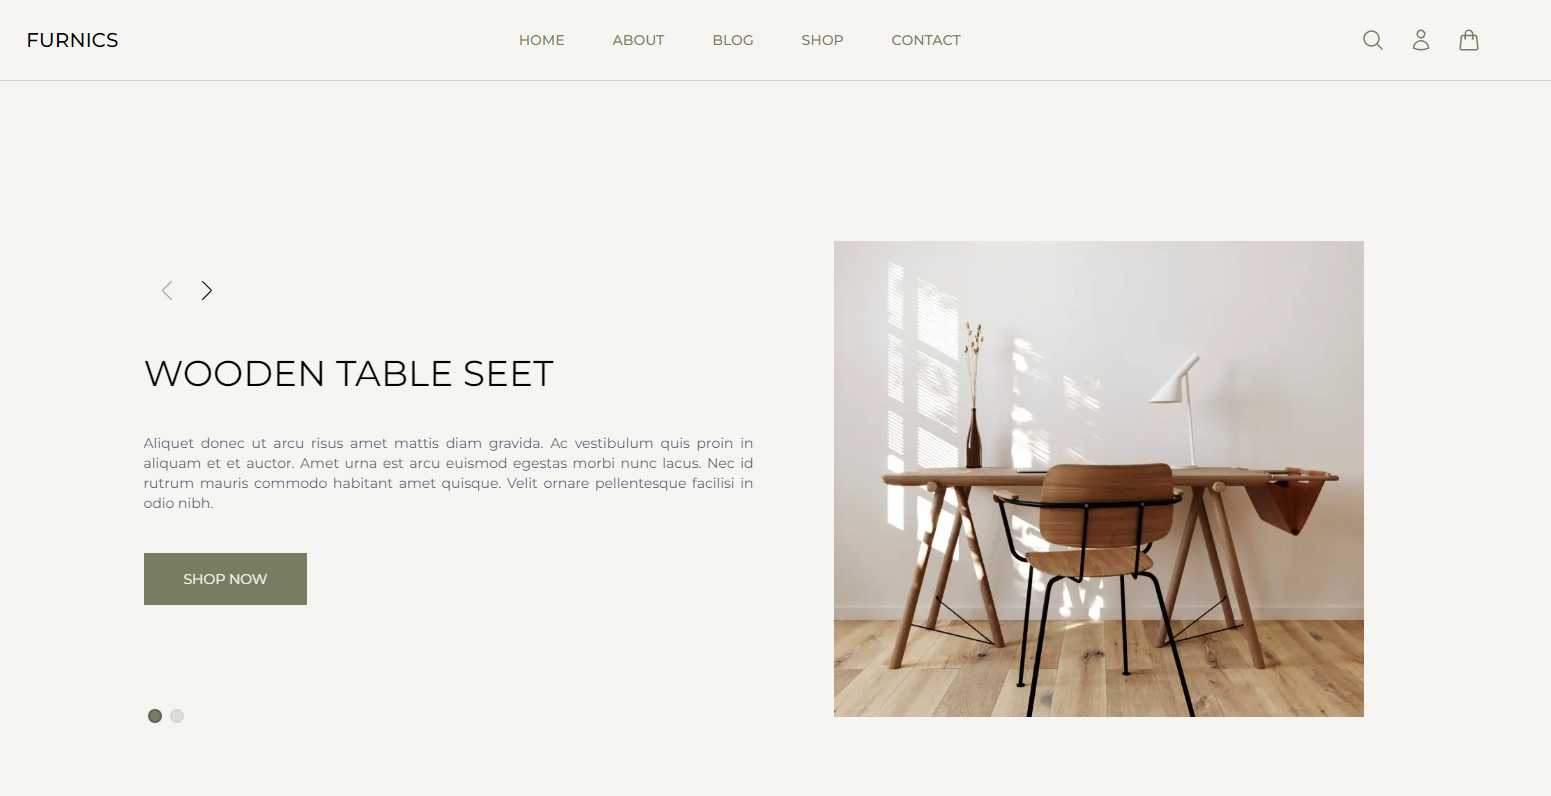 FURNICS
HOME ABOUT BLOG SHOP CONTACT
WOODEN TABLE SEET
Aliquet donec ut arcu risus amet mattis diam gravida. Ac vestibulum quis proin in
aliquam et et auctor. Amet urna est arcu euismod egestas morbi nunc lacus. Nec id
rutrum mauris commodo habitant amet quisque. Velit ornare pellentesque facilisi in
odio nibh.
SHOP NOW